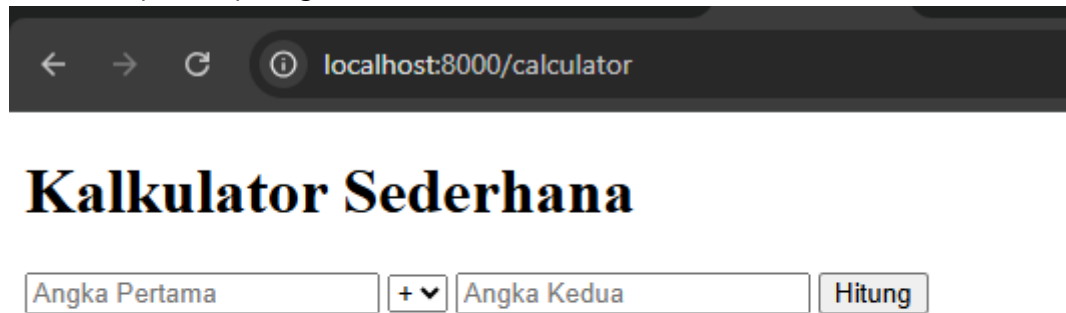 localhost:8000/calculator
Kalkulator Sederhana
Angka Pertama + Angka Kedua Hitung